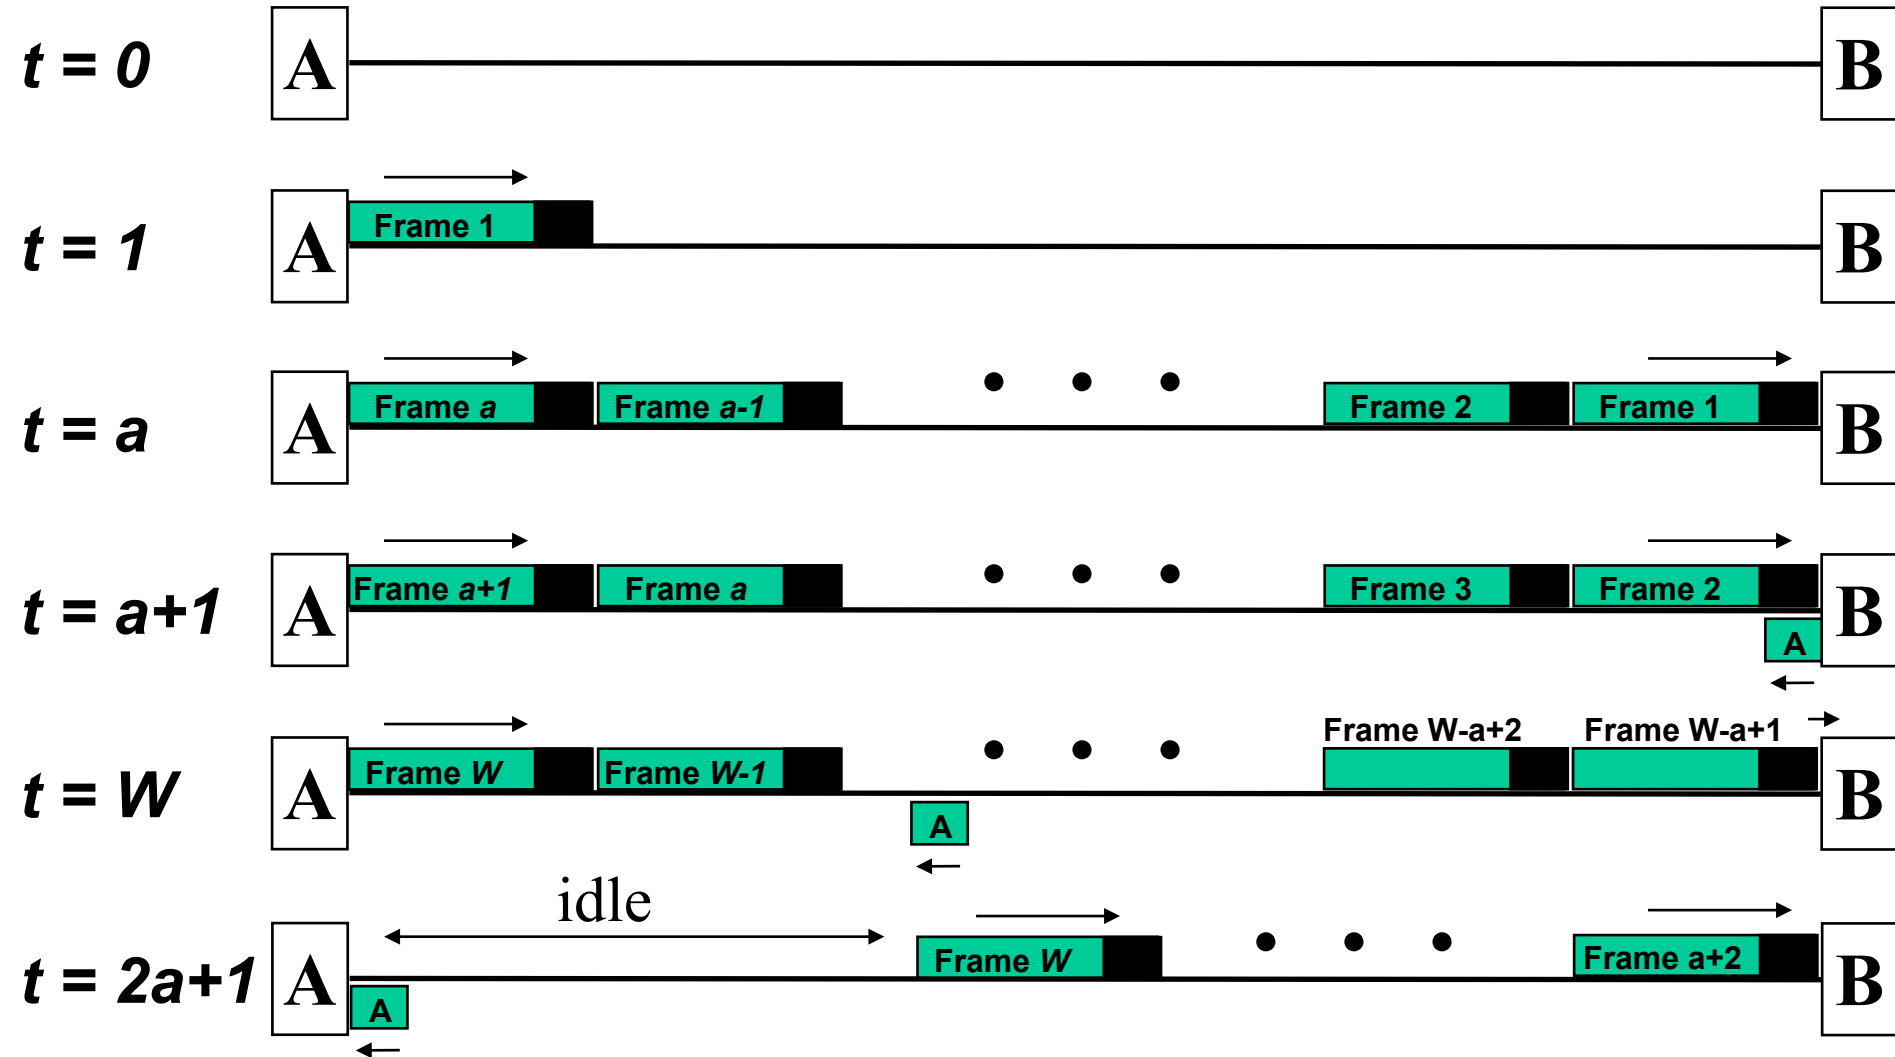 t = 0 A B
t = 1 A Frame 1 B
t = a A Frame a Frame a-1 • • • Frame 2 Frame 1 B
t = a+1 A Frame a+1 Frame a • • • Frame 3 Frame 2 B
A
Frame W-a+2 Frame W-a+1
t = W A Frame W Frame W-1 • • • B
A
idle
t = 2a+1 A Frame W • • • Frame a+2 B
A